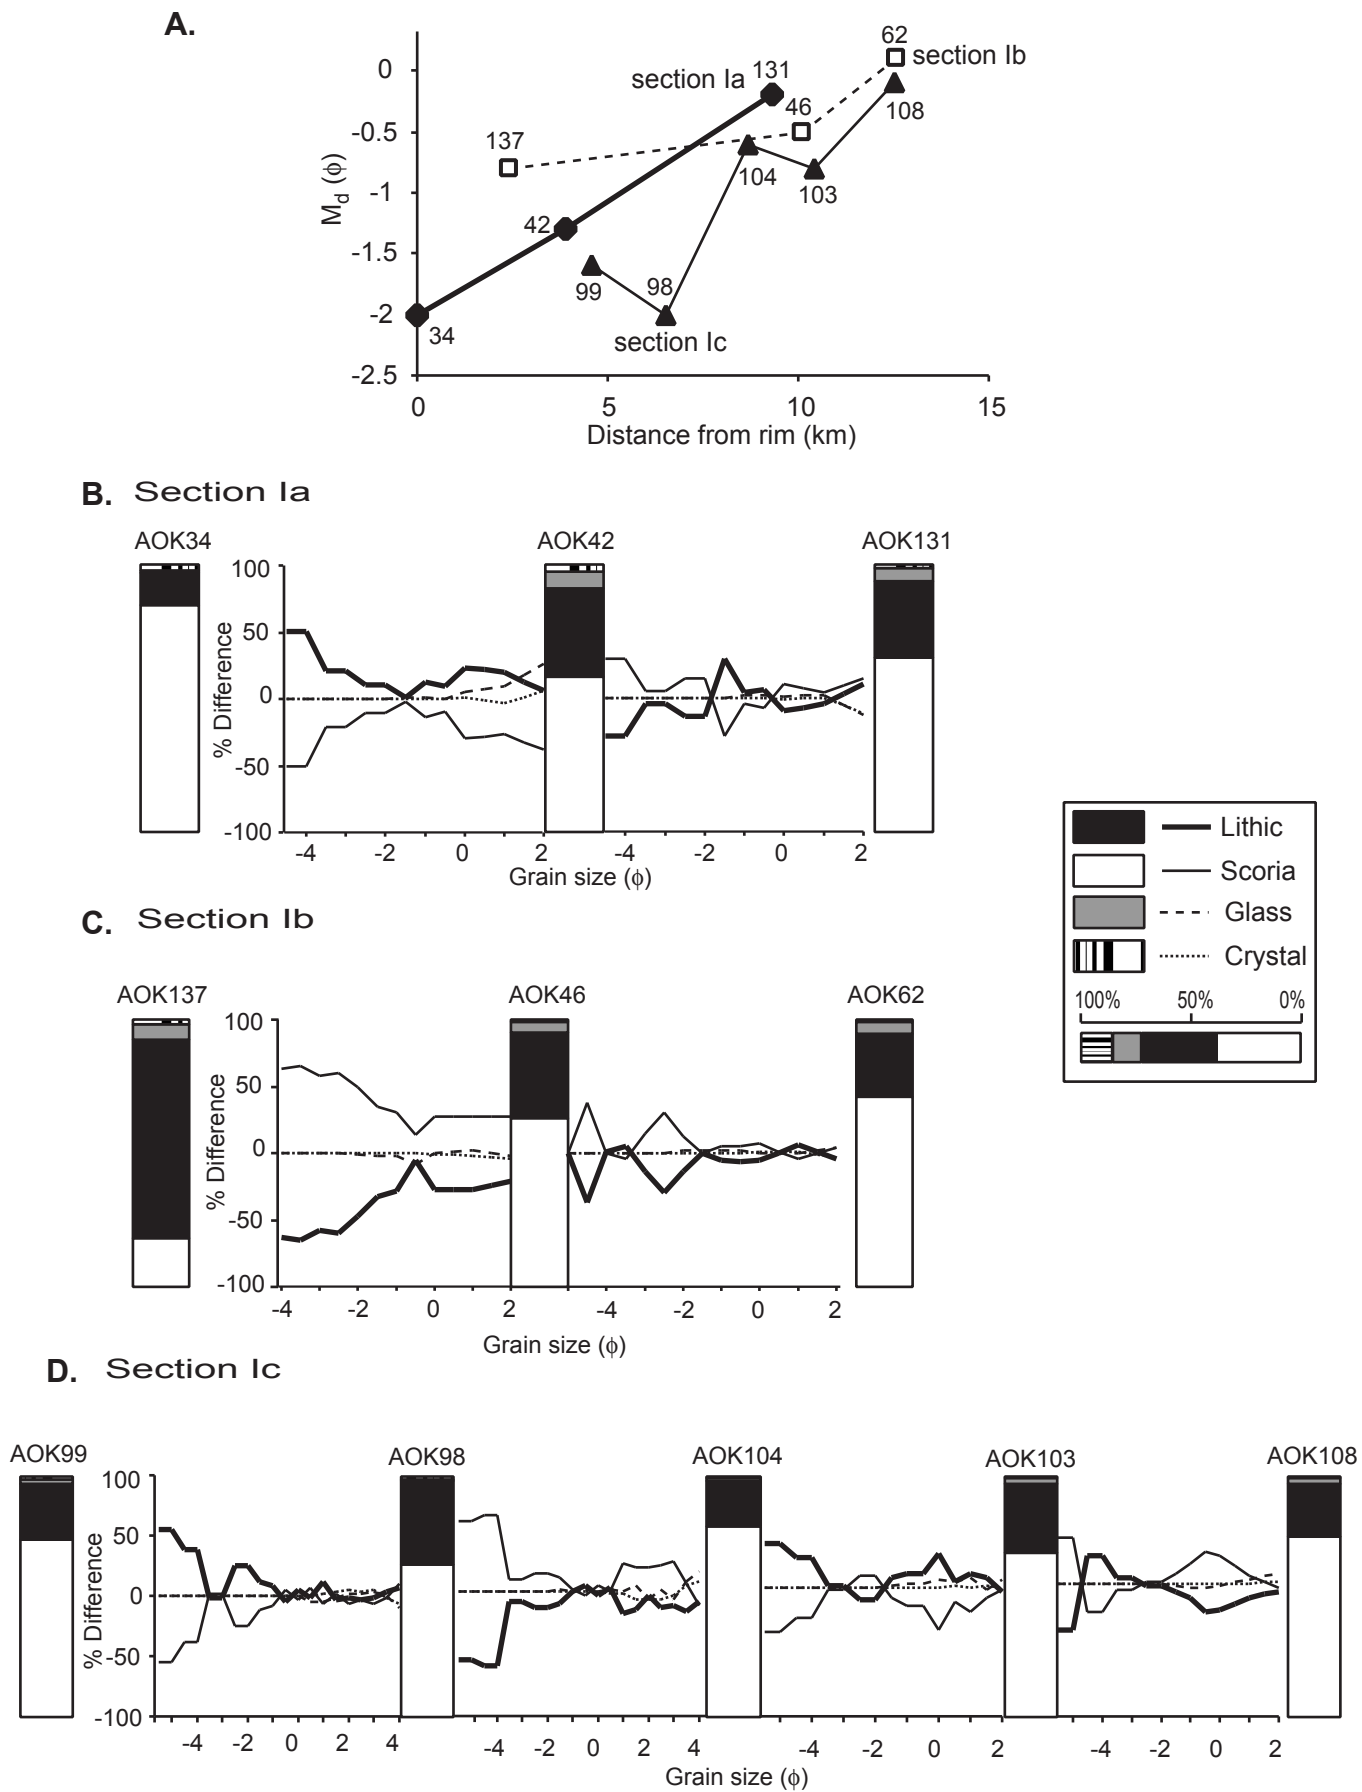 A.
0
-0.5
-1
-1.5
-2
-2.5
M_d (ϕ)
section Ia
131
62
section Ib
46
108
137
104
103
42
99
98
34
section Ic
0 5 10 15
Distance from rim (km)
B. Section Ia
AOK34 AOK42 AOK131
100
50
0
-50
-100
% Difference
-4 -2 0 2 -4 -2 0 2
Grain size (ϕ)
Lithic
Scoria
Glass
Crystal
100% 50% 0%
C. Section Ib
AOK137 AOK46 AOK62
100
50
0
-50
-100
% Difference
-4 -2 0 2 -4 -2 0 2
Grain size (ϕ)
D. Section Ic
AOK99 AOK98 AOK104 AOK103 AOK108
100
50
0
-50
-100
% Difference
-4 -2 0 2 4 -4 -2 0 2 4 -4 -2 0 2 -4 -2 0 2
Grain size (ϕ)